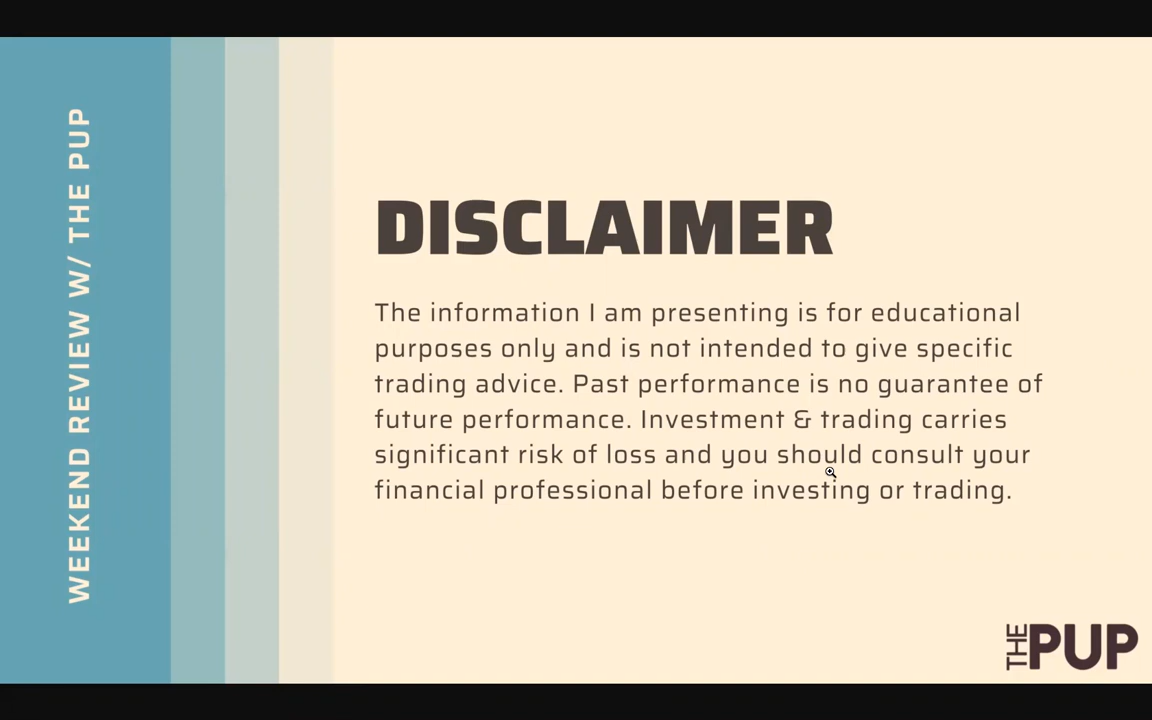 WEEKEND REVIEW W/ THE PUP
DISCLAIMER
The information I am presenting is for educational
purposes only and is not intended to give specific
trading advice. Past performance is no guarantee of
future performance. Investment & trading carries
significant risk of loss and you should consult your
financial professional before investing or trading.
THE PUP